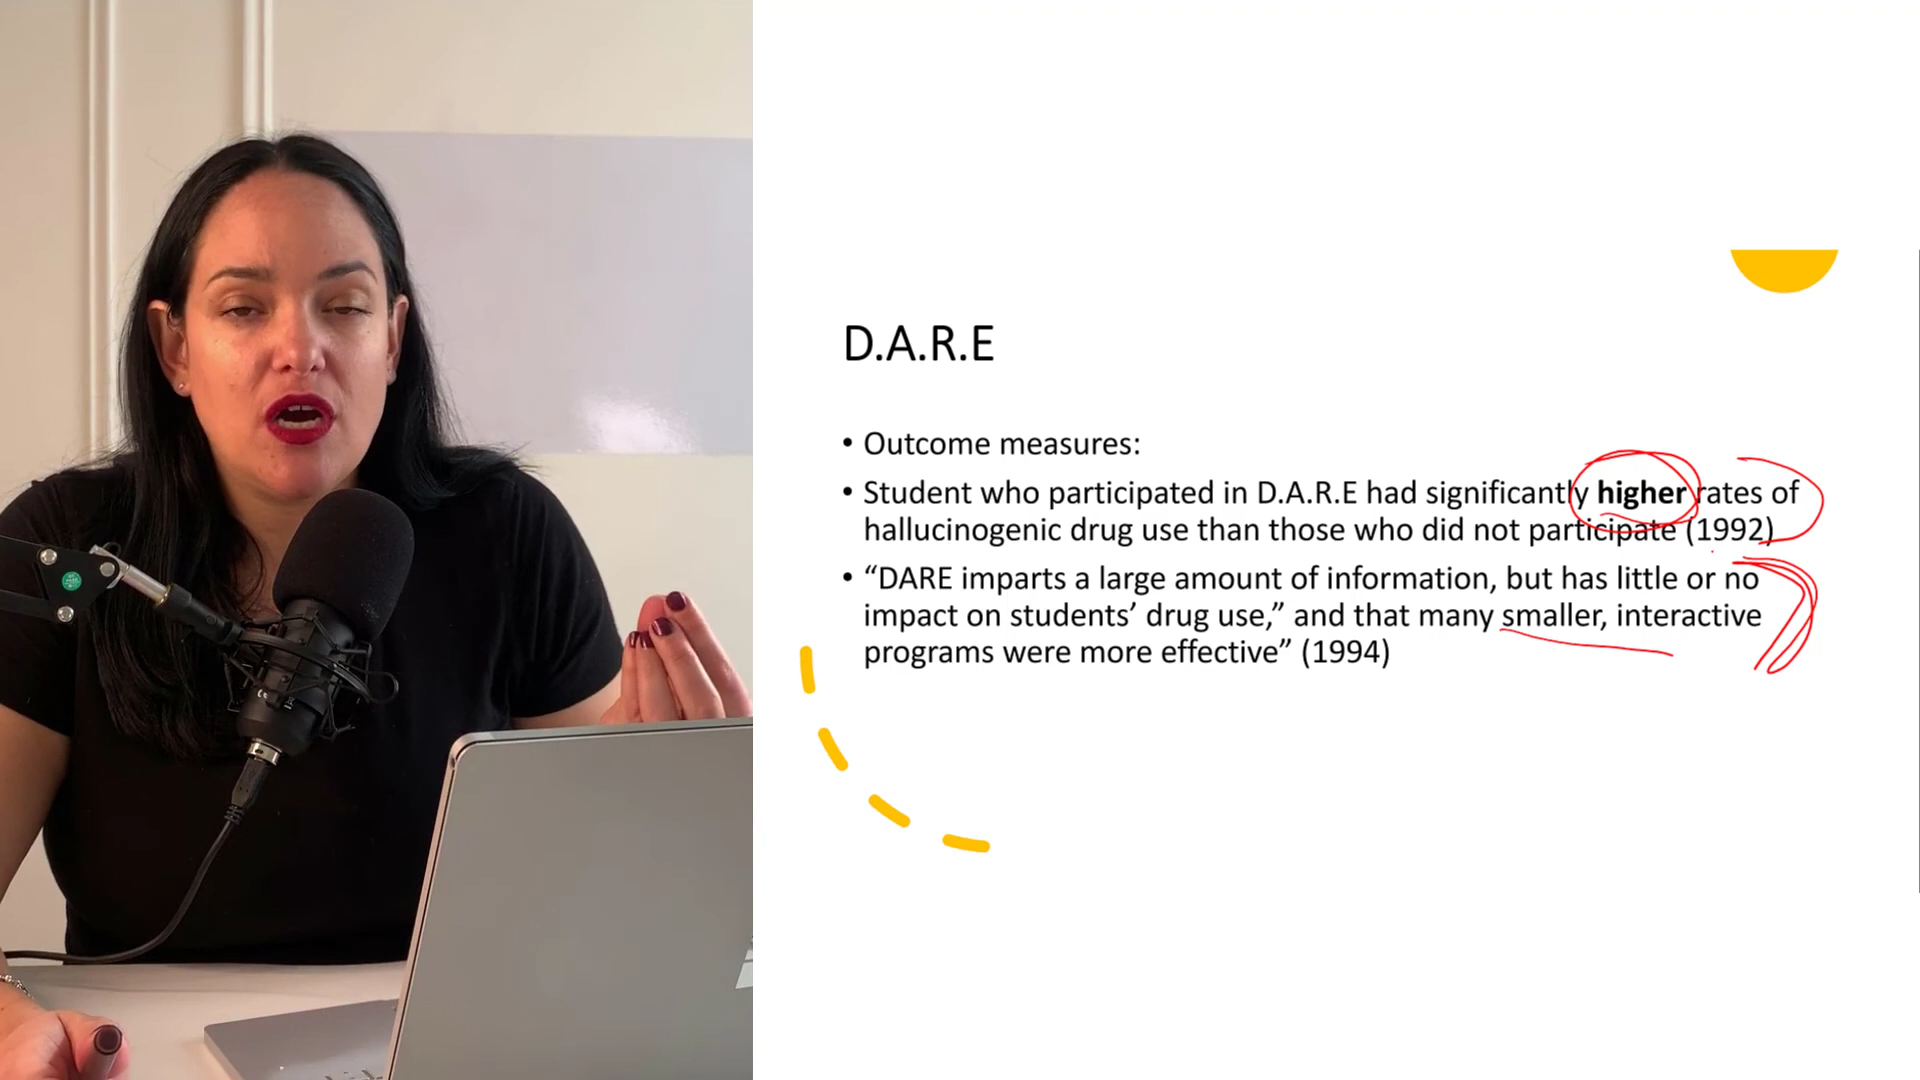 D.A.R.E
• Outcome measures:
• Student who participated in D.A.R.E had significantly higher rates of
hallucinogenic drug use than those who did not participate (1992)
• “DARE imparts a large amount of information, but has little or no
impact on students’ drug use,” and that many smaller, interactive
programs were more effective” (1994)